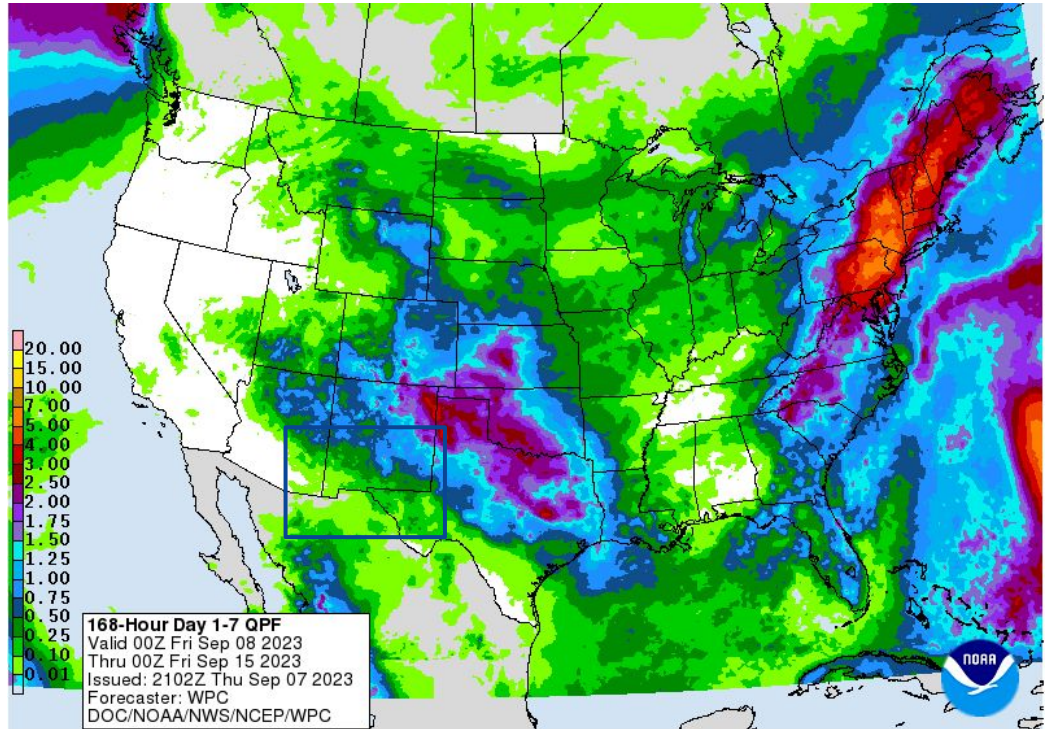 20.00
15.00
10.00
7.00
5.00
4.00
3.00
2.50
2.00
1.75
1.50
1.25
1.00
0.75
0.50
0.25
0.10
0.01
168-Hour Day 1-7 QPF
Valid 00Z Fri Sep 08 2023
Thru 00Z Fri Sep 15 2023
Issued: 2102Z Thu Sep 07 2023
Forecaster: WPC
DOC/NOAA/NWS/NCEP/WPC
NOAA